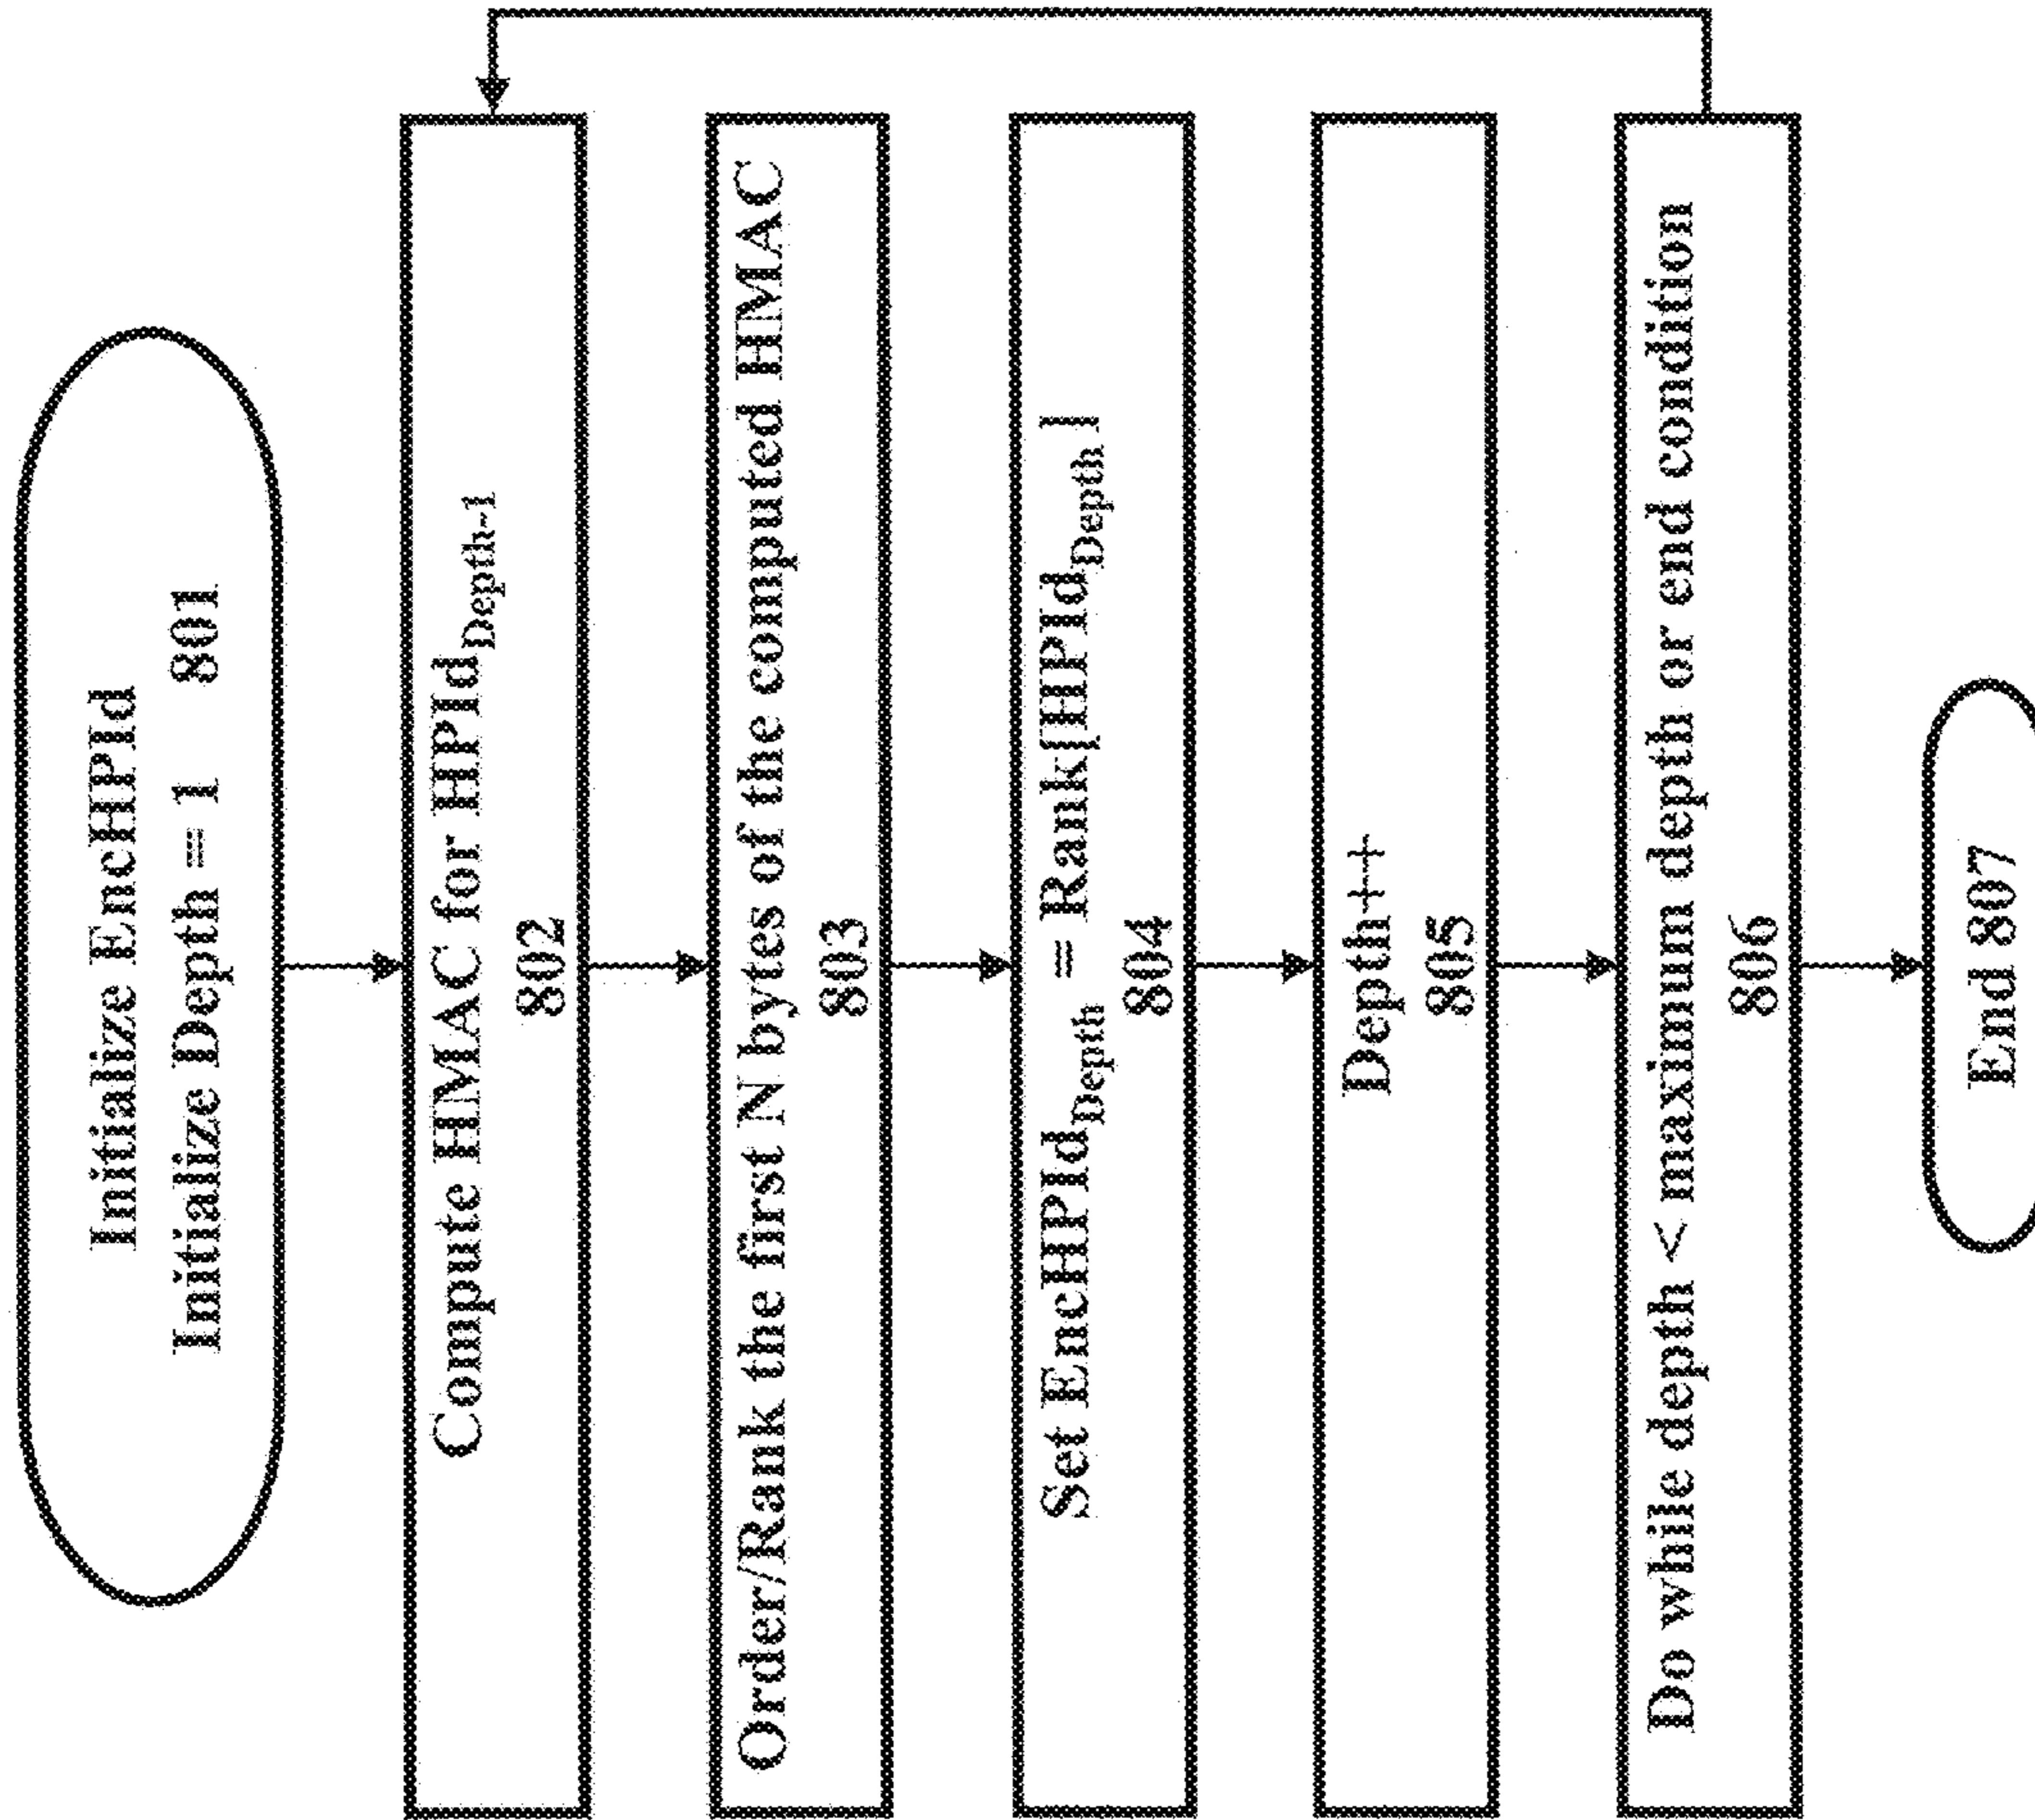 Initialize EncHPId
Initialize Depth = 1 801
Compute HMAC for HPId_Depth-1
802
Order/Rank the first N bytes of the computed HMAC
803
Set EncHPId_Depth = Rank[HPId_Depth]
804
Depth++
805
Do while depth < maximum depth or end condition
806
End 807